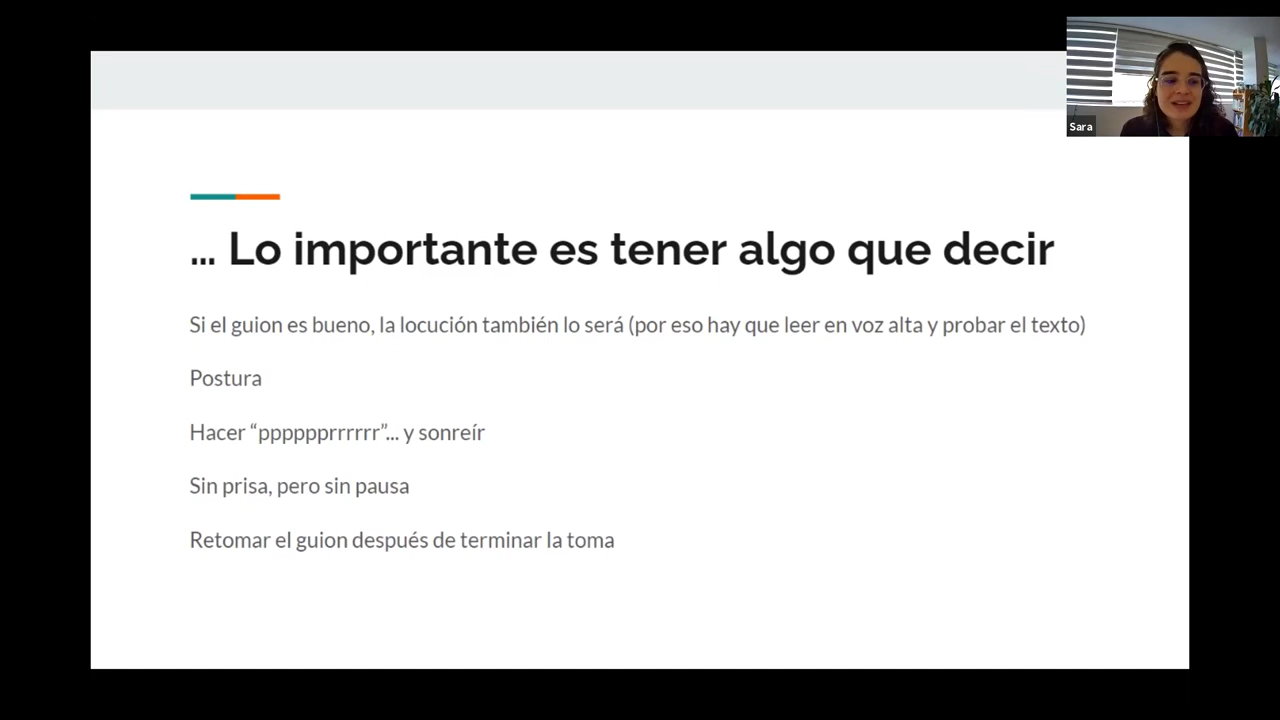 Sara
... Lo importante es tener algo que decir
Si el guion es bueno, la locución también lo será (por eso hay que leer en voz alta y probar el texto)
Postura
Hacer “ppppppprrrrrr”... y sonreír
Sin prisa, pero sin pausa
Retomar el guion después de terminar la toma